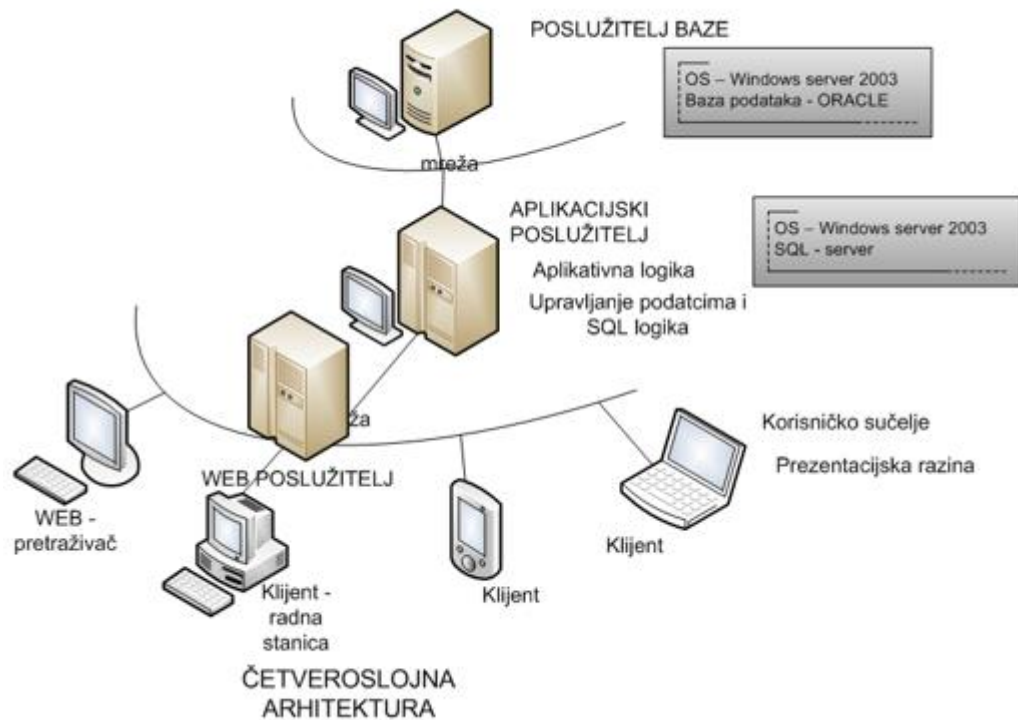 POSLUŽITELJ BAZE
OS – Windows server 2003
Baza podataka - ORACLE
mreža
APLIKACIJSKI
POSLUŽITELJ
Aplikativna logika
Upravljanje podatcima i
SQL logika
OS – Windows server 2003
SQL - server
ža
WEB POSLUŽITELJ
WEB -
pretraživač
Klijent -
radna
stanica
Klijent
Klijent
Korisničko sučelje
Prezentacijska razina
ČETVEROSLOJNA
ARHITEKTURA